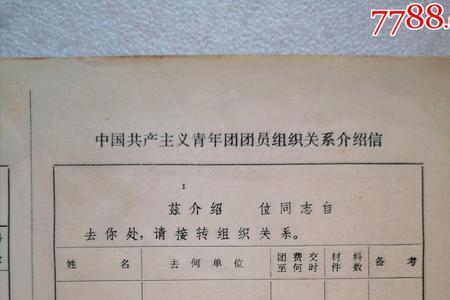 7788.
中国共产主义青年团团员组织关系介绍信
：
兹介绍 位同志自
去你处，请接转组织关系。
姓 名 去何单位 团费交至何时 材料件数 备 考